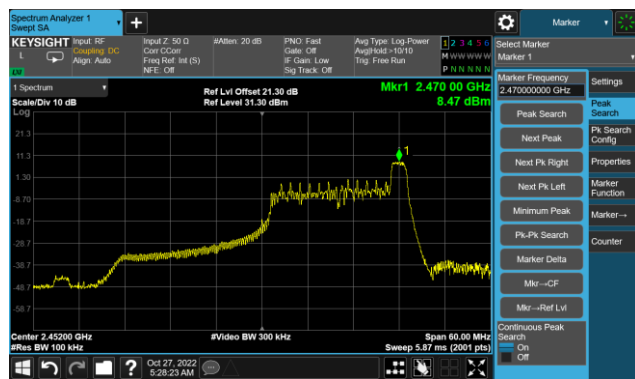 Spectrum Analyzer 1
Swept SA
Marker
KEYSIGHT
L
Input: RF
Coupling: DC
Align: Auto
Input Z: 50 Ω
Corr CCorr
Freq Ref: Int (S)
NFE: Off
#Atten: 20 dB
PNO: Fast
Gate: Off
IF Gain: Low
Sig Track: Off
Avg Type: Log-Power
Avg|Hold:>10/10
Trig: Free Run
1 2 3 4 5 6
M W W W W W
P N N N N N
Select Marker
Marker 1
1 Spectrum
Scale/Div 10 dB
Log
Ref Lvl Offset 21.30 dB
Ref Level 31.30 dBm
Mkr1 2.470 00 GHz
8.47 dBm
21.3
11.3
1.30
-8.70
-18.7
-28.7
-38.7
-48.7
-58.7
1
Center 2.45200 GHz
#Res BW 100 kHz
#Video BW 300 kHz
Span 60.00 MHz
Sweep 5.87 ms (2001 pts)
Marker Frequency
2.470000000 GHz
Peak Search
Next Peak
Next Pk Right
Next Pk Left
Minimum Peak
Pk-Pk Search
Marker Delta
Mkr→CF
Mkr→Ref Lvl
Continuous Peak
Search
On
Off
Settings
Peak
Search
Pk Search
Config
Properties
Marker
Function
Marker→
Counter
?
Oct 27, 2022
5:28:23 AM